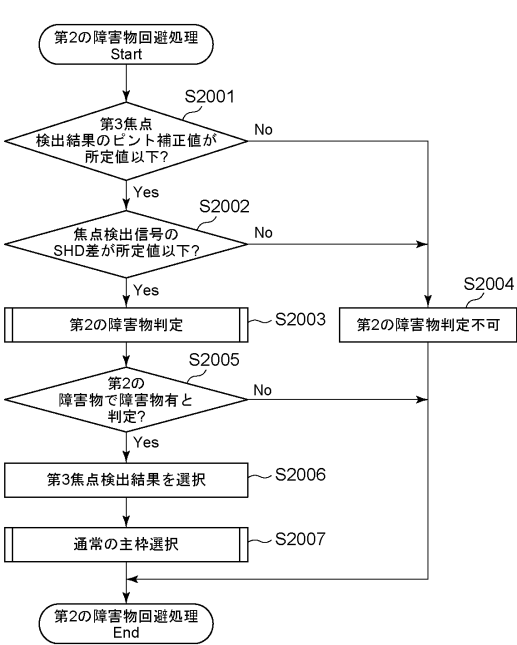 第2の障害物回避処理
Start
S2001
第3焦点
検出結果のピント補正値が
所定値以下?
No
Yes
S2002
焦点検出信号の
SHD差が所定値以下?
No
Yes
S2004
第2の障害物判定
S2003
第2の障害物判定不可
S2005
第2の
障害物で障害物有と
判定?
No
Yes
第3焦点検出結果を選択
S2006
通常の主枠選択
S2007
第2の障害物回避処理
End